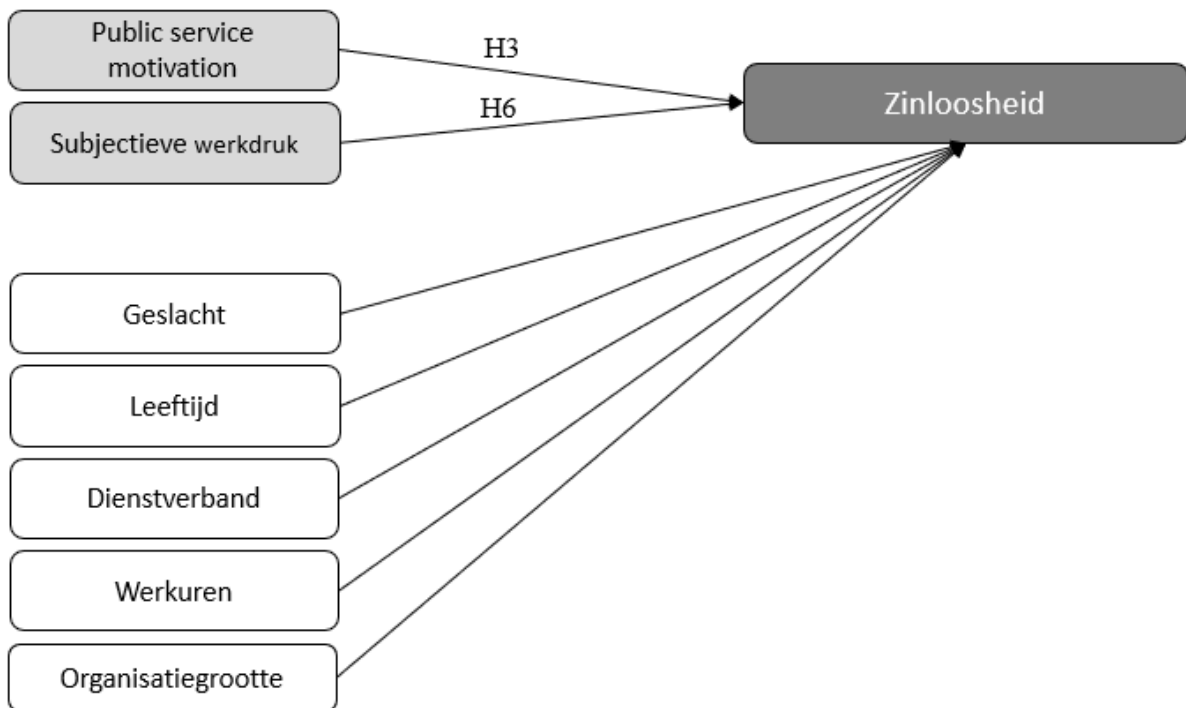 Public service
motivation
H3
Zinloosheid
H6
Subjectieve werkdruk
Geslacht
Leeftijd
Dienstverband
Werkuren
Organisatiegrootte